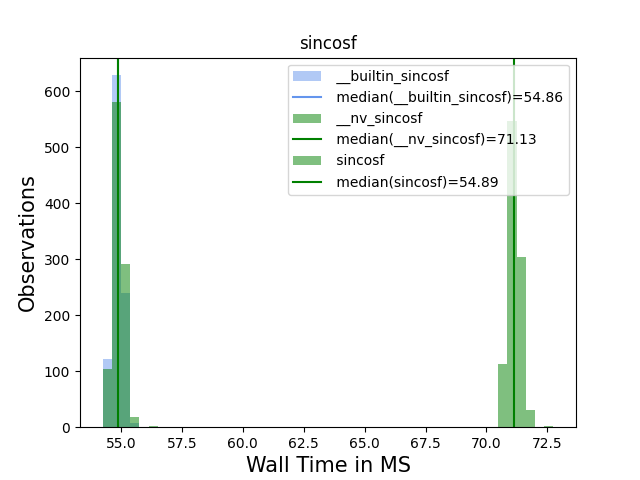 sincosf
__builtin_sincosf
median(__builtin_sincosf)=54.86
__nv_sincosf
median(__nv_sincosf)=71.13
sincosf
median(sincosf)=54.89
Observations
600
500
400
300
200
100
0
55.0 57.5 60.0 62.5 65.0 67.5 70.0 72.5
Wall Time in MS